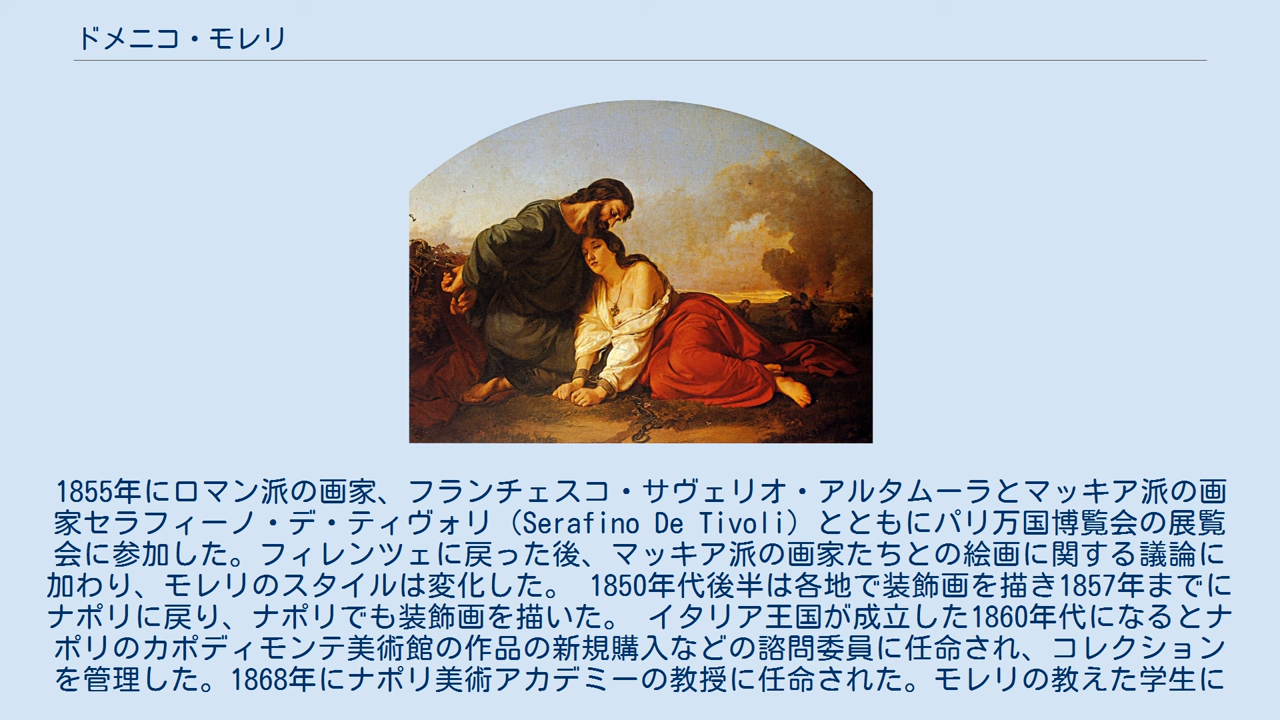 ドメニコ・モレリ
1855年にロマン派の画家、フランチェスコ・サヴェリオ・アルタムーラとマッキア派の画
家セラフィーノ・デ・ティヴォリ（Serafino De Tivoli）とともにパリ万国博覧会の展覧
会に参加した。フィレンツェに戻った後、マッキア派の画家たちとの絵画に関する議論に
加わり、モレリのスタイルは変化した。 1850年代後半は各地で装飾画を描き1857年までに
ナポリに戻り、ナポリでも装飾画を描いた。 イタリア王国が成立した1860年代になるとナ
ポリのカポディモンテ美術館の作品の新規購入などの諮問委員に任命され、コレクション
を管理した。1868年にナポリ美術アカデミーの教授に任命された。モレリの教えた学生に